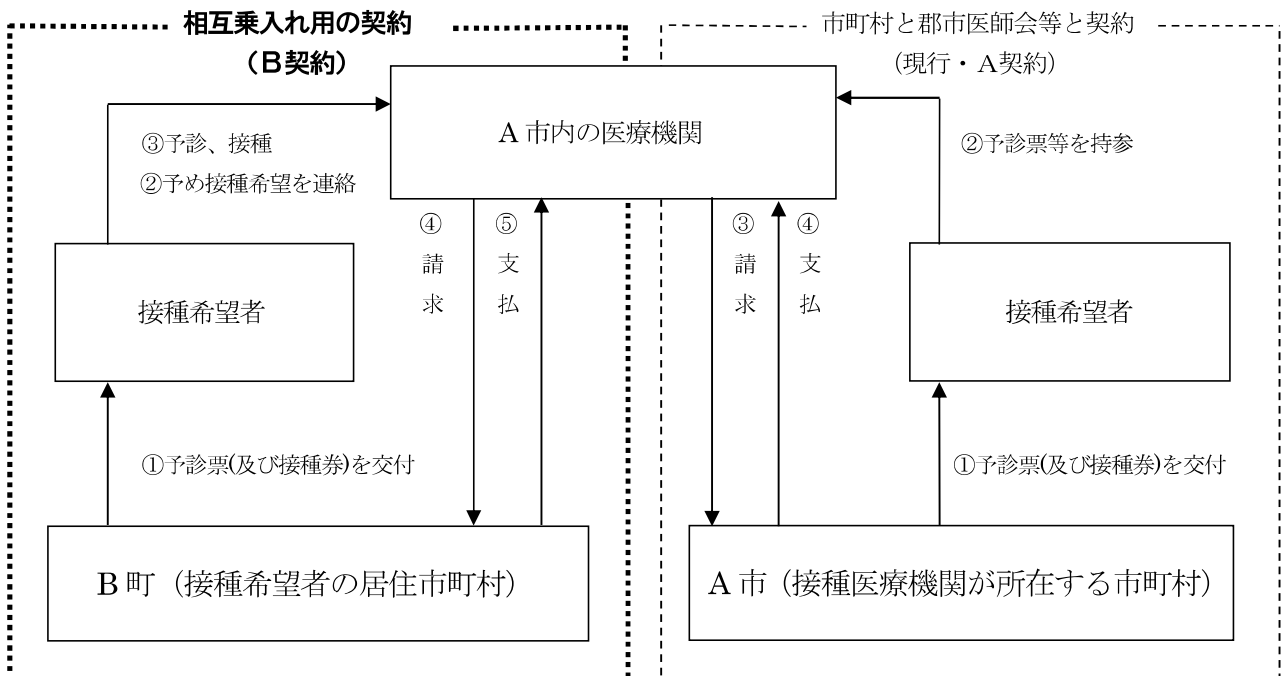 相互乗入れ用の契約
（Ｂ契約）
市町村と郡市医師会等と契約
（現行・Ａ契約）
A 市内の医療機関
③予診、接種
②予め接種希望を連絡
②予診票等を持参
④請求
⑤支払
③請求
④支払
接種希望者
接種希望者
①予診票(及び接種券)を交付
①予診票(及び接種券)を交付
B 町（接種希望者の居住市町村）
A 市（接種医療機関が所在する市町村）